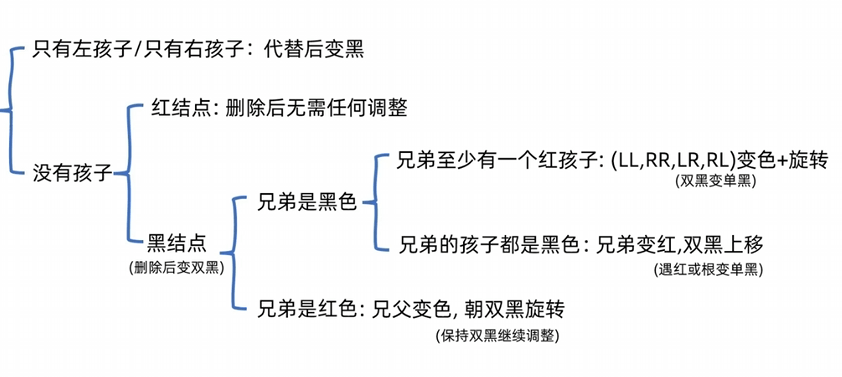 只有左孩子/只有右孩子：代替后变黑
红结点：删除后无需任何调整
没有孩子
兄弟至少有一个红孩子：(LL,RR,LR,RL)变色+旋转
(双黑变单黑)
兄弟是黑色
黑结点
(删除后变双黑)
兄弟的孩子都是黑色：兄弟变红,双黑上移
(遇红或根变单黑)
兄弟是红色：兄父变色, 朝双黑旋转
(保持双黑继续调整)